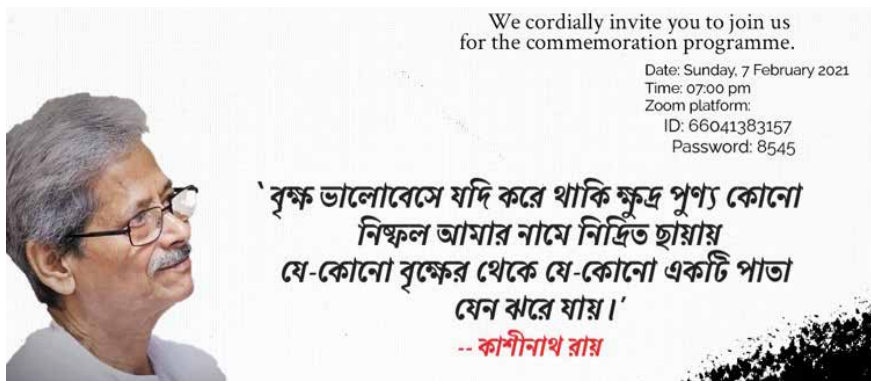 We cordially invite you to join us
for the commemoration programme.
Date: Sunday, 7 February 2021
Time: 07:00 pm
Zoom platform:
ID: 66041383157
Password: 8545
`বৃক্ষ ভালোবেসে যদি করে থাকি ক্ষুদ্র পুণ্য কোনো
নিষ্ফল আমার নামে নিদ্রিত ছায়ায়
যে-কোনো বৃক্ষের থেকে যে-কোনো একটি পাতা
যেন ঝরে যায়।’
-- কাশীনাথ রায়